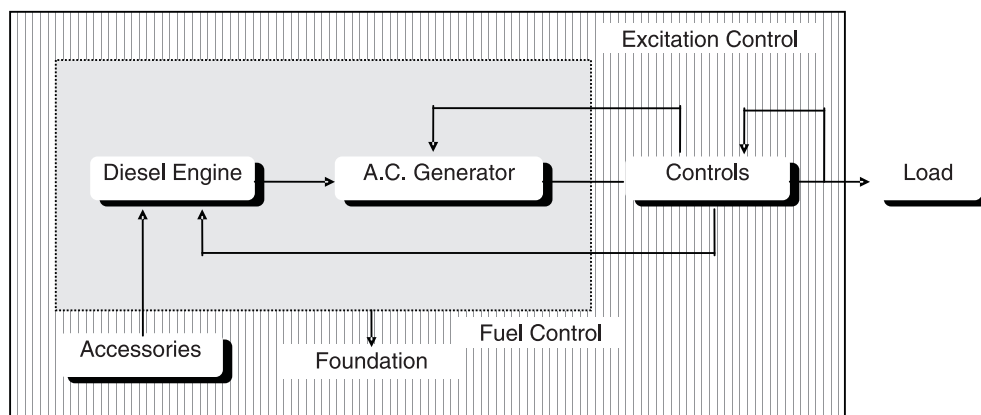 Excitation Control
Diesel Engine
A.C. Generator
Controls
Load
Fuel Control
Accessories
Foundation